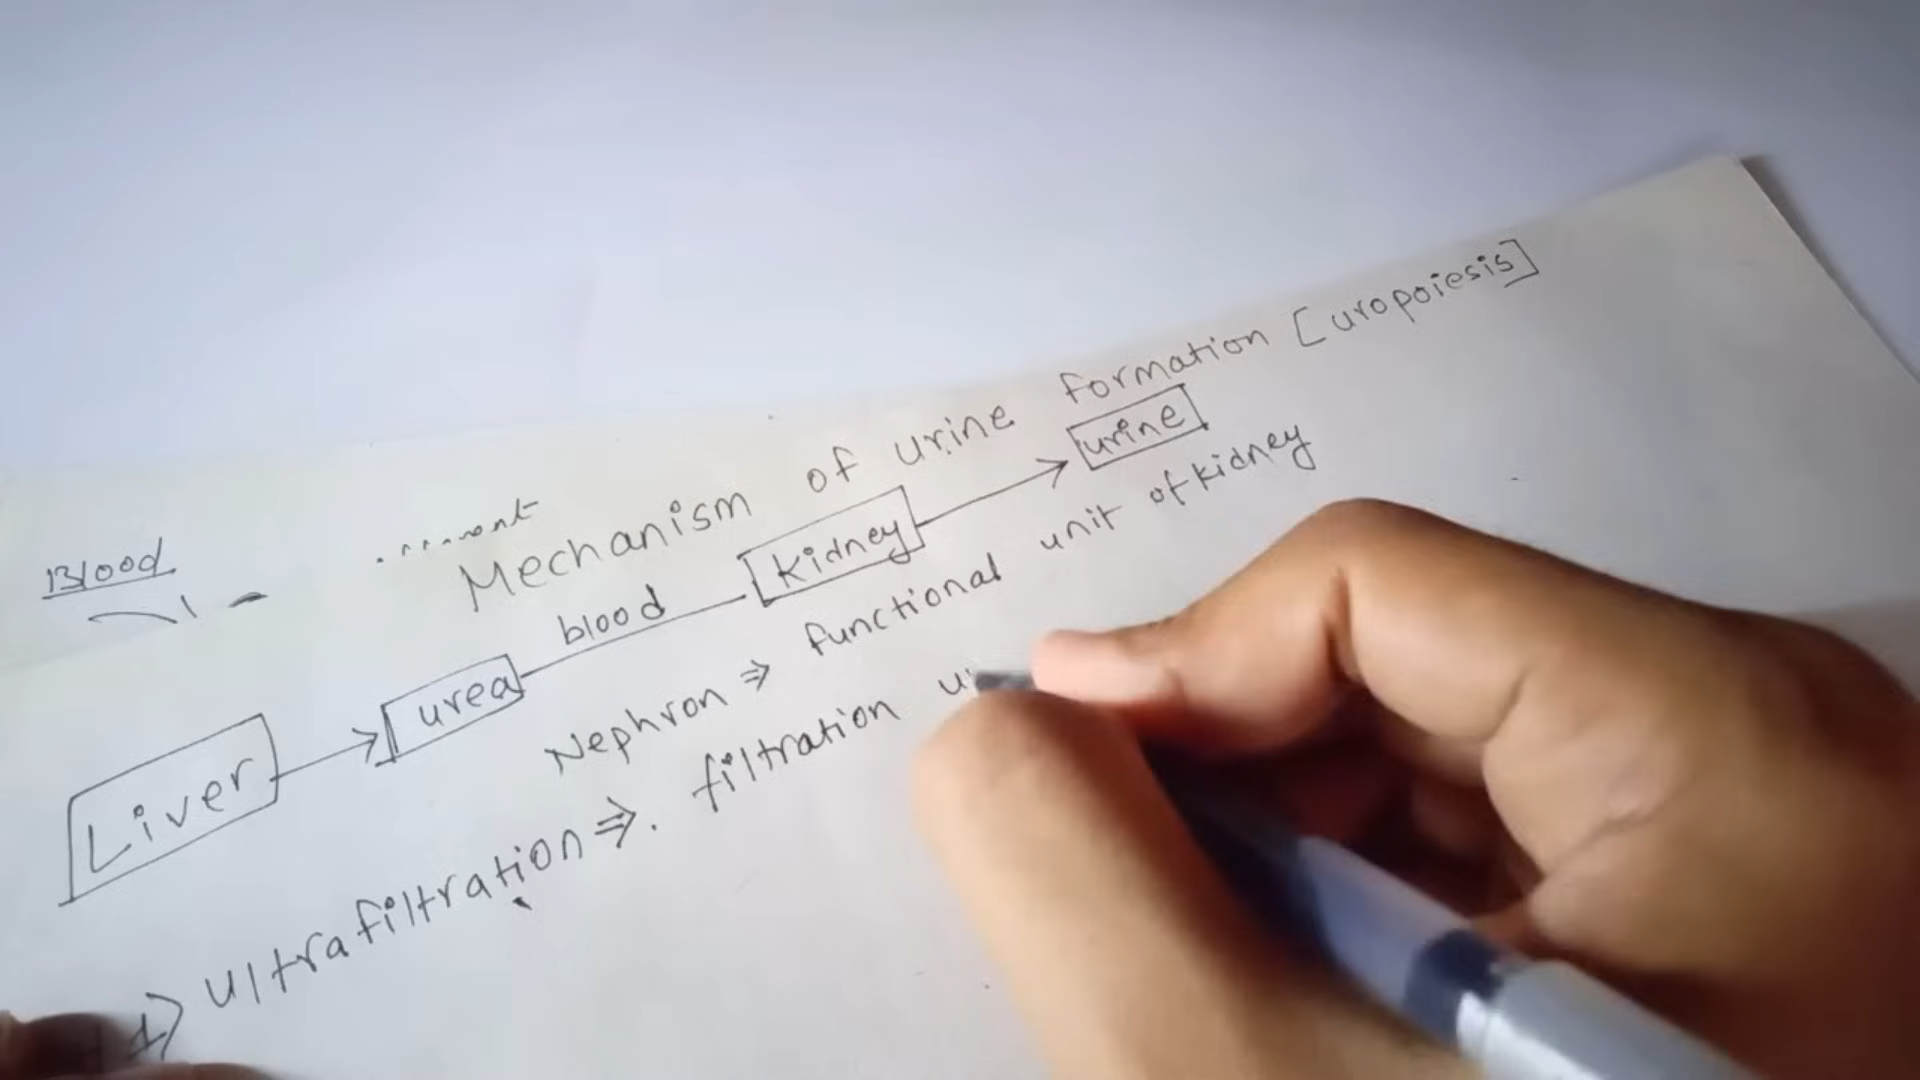 Mechanism of urine formation [uropoiesis]
Blood
Liver urea blood kidney urine
Nephron ⇒ functional unit of kidney
1) Ultrafiltration ⇒. filtration